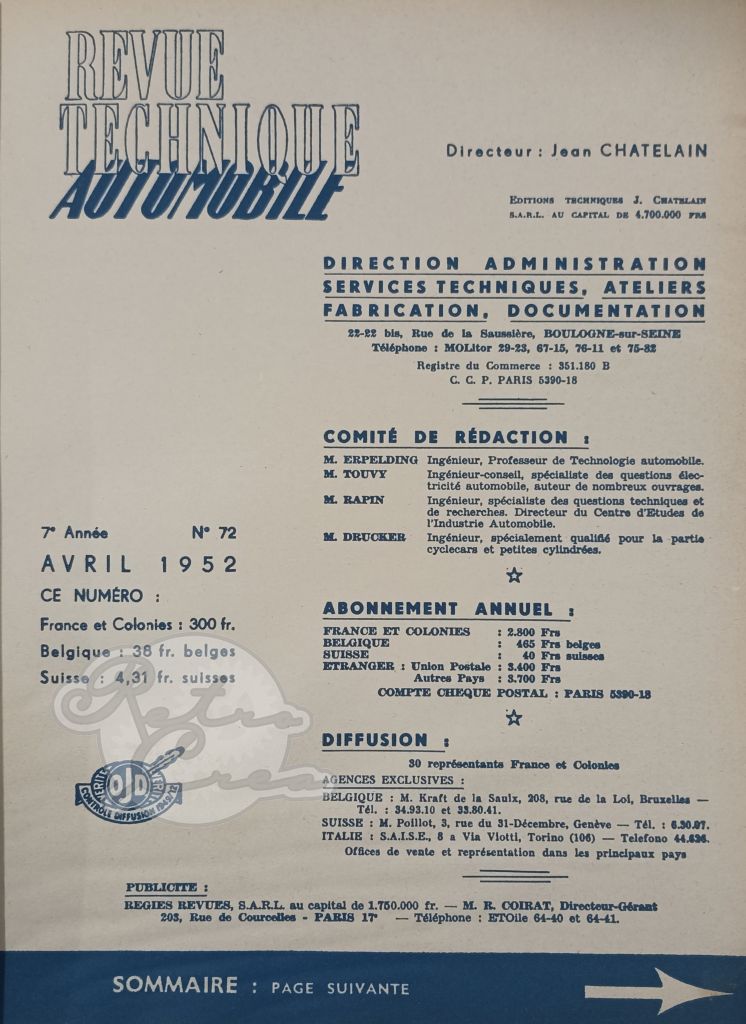 REVUE
TECHNIQUE
AUTOMOBILE
Directeur : Jean CHATELAIN
EDITIONS TECHNIQUES J. CHATELAIN
S.A.R.L. AU CAPITAL DE 4.700.000 FRS
DIRECTION ADMINISTRATION
SERVICES TECHNIQUES, ATELIERS
FABRICATION, DOCUMENTATION
22-22 bis, Rue de la Saussière, BOULOGNE-sur-SEINE
Téléphone : MOLitor 29-23, 67-15, 76-11 et 75-82
Registre du Commerce : 351.180 B
C. C. P. PARIS 5390-18
COMITÉ DE RÉDACTION :
M. ERPELDING Ingénieur, Professeur de Technologie automobile.
M. TOUVY Ingénieur-conseil, spécialiste des questions élec-
tricité automobile, auteur de nombreux ouvrages.
M. RAPIN Ingénieur, spécialiste des questions techniques et
de recherches. Directeur du Centre d'Etudes de
l'Industrie Automobile.
M. DRUCKER Ingénieur, spécialement qualifié pour la partie
cyclecars et petites cylindrées.
7e Année N° 72
AVRIL 1952
CE NUMÉRO :
France et Colonies : 300 fr.
Belgique : 38 fr. belges
Suisse : 4,31 fr. suisses
ABONNEMENT ANNUEL :
FRANCE ET COLONIES : 2.800 Frs
BELGIQUE : 465 Frs belges
SUISSE : 40 Frs suisses
ETRANGER : Union Postale : 3.400 Frs
Autres Pays : 3.700 Frs
COMPTE CHEQUE POSTAL : PARIS 5390-18
Retro
Crea
OJD
VÉRITÉ
CONTRÔLE DIFFUSION
DIFFUSION :
30 représentants France et Colonies
AGENCES EXCLUSIVES :
BELGIQUE : M. Kraft de la Saulx, 208, rue de la Loi, Bruxelles —
Tél. : 34.93.10 et 33.80.41.
SUISSE : M. Poillot, 3, rue du 31-Décembre, Genève — Tél. : 6.30.07.
ITALIE : S.A.I.S.E., 8 a Via Viotti, Torino (106) — Telefono 44.626.
Offices de vente et représentation dans les principaux pays
PUBLICITE :
REGIES REVUES, S.A.R.L. au capital de 1.750.000 fr. — M. R. COIRAT, Directeur-Gérant
203, Rue de Courcelles - PARIS 17e — Téléphone : ETOile 64-40 et 64-41.
SOMMAIRE : PAGE SUIVANTE